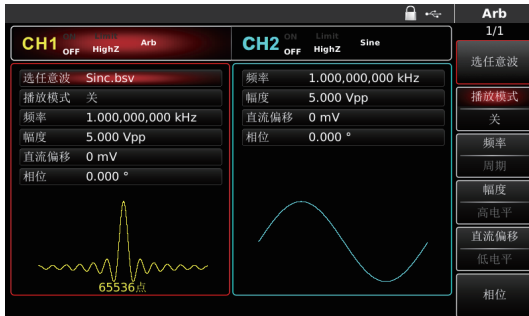 Arb
1/1
CH1 ON OFF Limit HighZ Arb
CH2 ON OFF Limit HighZ Sine
选任意波 Sinc.bsv
播放模式 关
频率 1.000,000,000 kHz
幅度 5.000 Vpp
直流偏移 0 mV
相位 0.000 °
65536点
频率 1.000,000,000 kHz
幅度 5.000 Vpp
直流偏移 0 mV
相位 0.000 °
选任意波
播放模式
关
频率
周期
幅度
高电平
直流偏移
低电平
相位